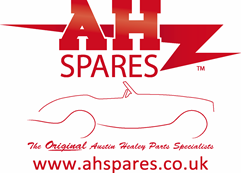 AH
SPARES
TM
The Original Austin Healey Parts Specialists
www.ahspares.co.uk